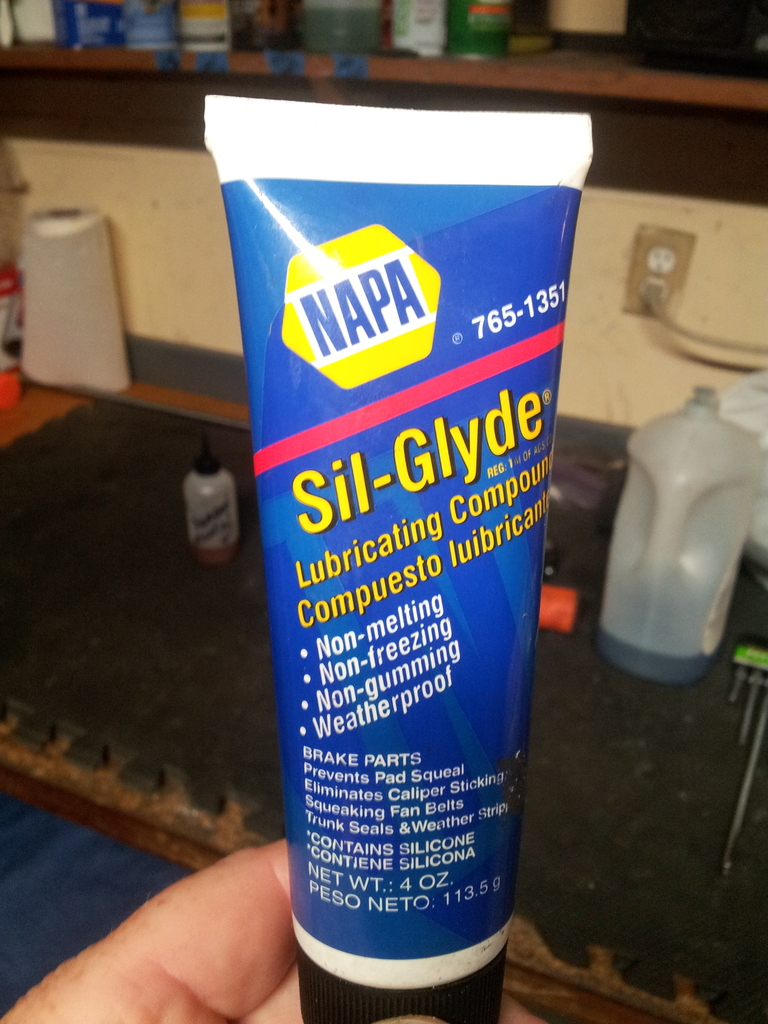 NAPA
® 765-1351
Sil-Glyde®
Lubricating Compoun
Compuesto luibricant
• Non-melting
• Non-freezing
• Non-gumming
• Weatherproof
BRAKE PARTS
Prevents Pad Squeal
Eliminates Caliper Sticking
Squeaking Fan Belts
Trunk Seals & Weather Strip
*CONTAINS SILICONE
*CONTIENE SILICONA
NET WT.: 4 OZ.
PESO NETO: 113.5 g